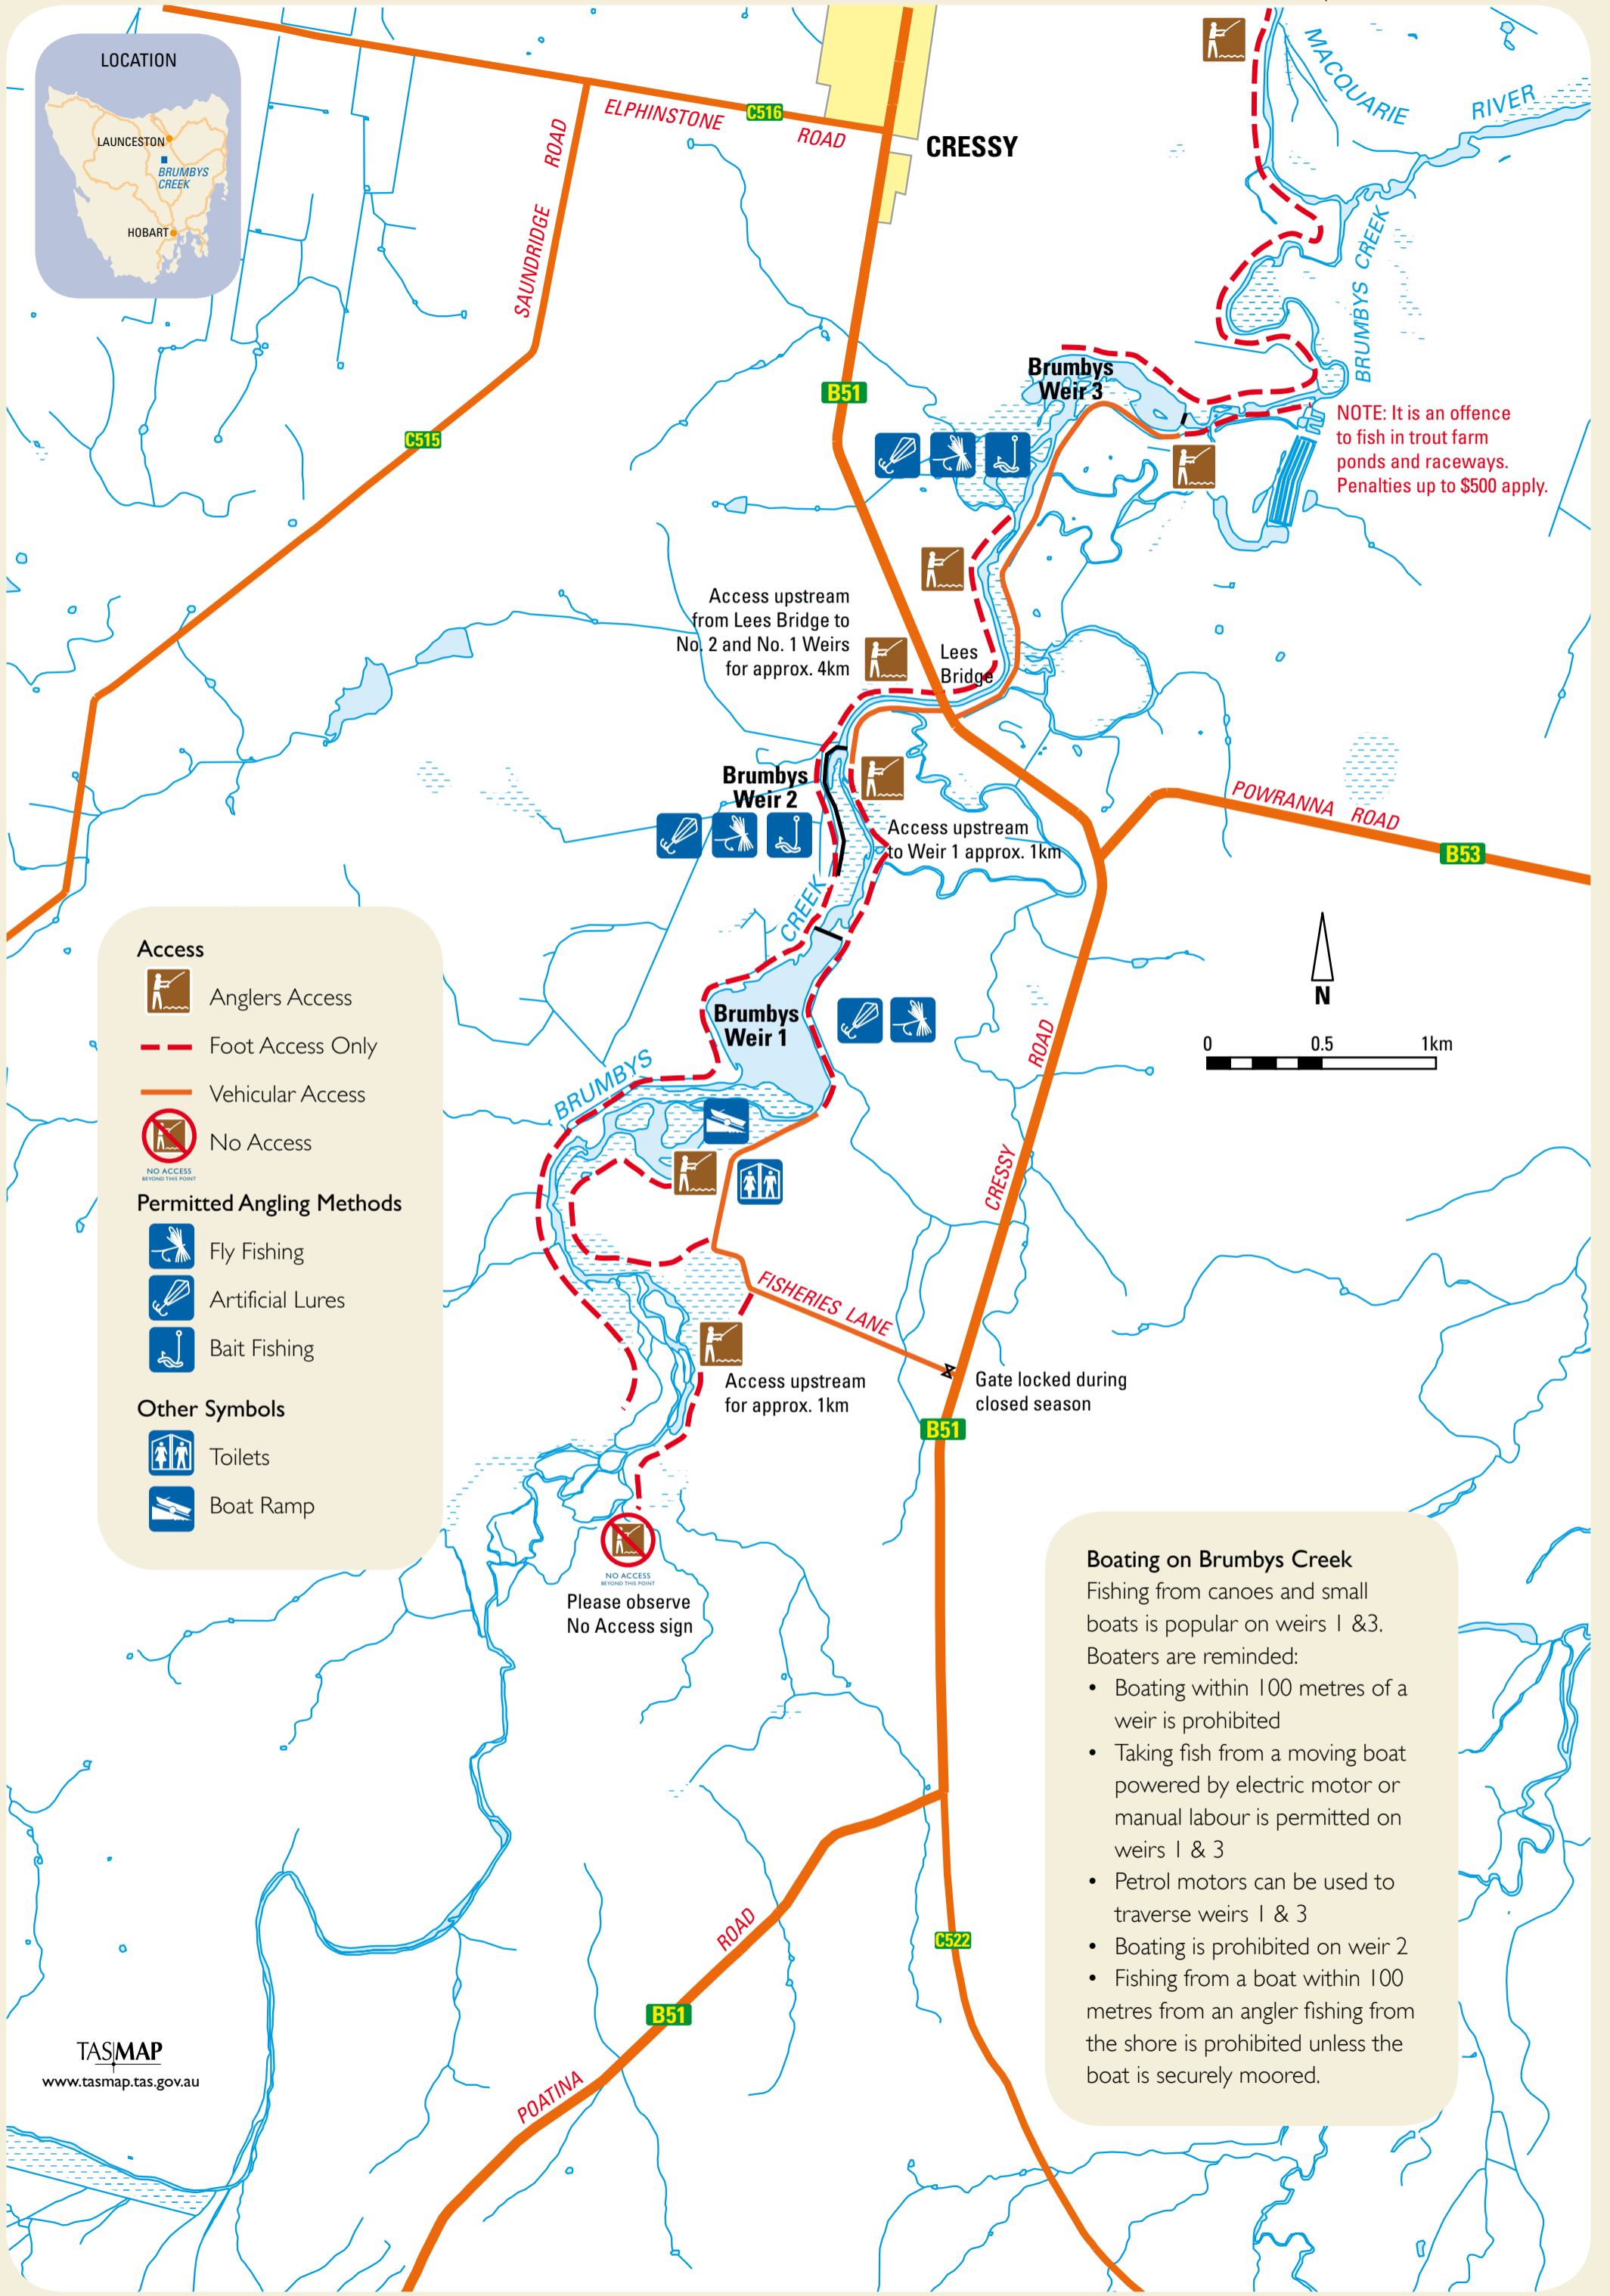 LOCATION
LAUNCESTON
BRUMBYS
CREEK
HOBART
MACQUARIE
RIVER
ELPHINSTONE
C516
ROAD
CRESSY
SAUNDRIDGE ROAD
BRUMBYS CREEK
B51
C515
Brumbys
Weir 3
NOTE: It is an offence
to fish in trout farm
ponds and raceways.
Penalties up to $500 apply.
Access upstream
from Lees Bridge to
No. 2 and No. 1 Weirs
for approx. 4km
Lees
Bridge
Brumbys
Weir 2
POWRANNA ROAD
B53
Access upstream
to Weir 1 approx. 1km
CREEK
N
0 0.5 1km
Brumbys
Weir 1
BRUMBYS
CRESSY ROAD
FISHERIES LANE
Gate locked during
closed season
B51
Access upstream
for approx. 1km
NO ACCESS
BEYOND THIS POINT
Please observe
No Access sign
Access
Anglers Access
Foot Access Only
Vehicular Access
No Access
NO ACCESS
BEYOND THIS POINT
Permitted Angling Methods
Fly Fishing
Artificial Lures
Bait Fishing
Other Symbols
Toilets
Boat Ramp
Boating on Brumbys Creek
Fishing from canoes and small
boats is popular on weirs 1 &3.
Boaters are reminded:
• Boating within 100 metres of a
weir is prohibited
• Taking fish from a moving boat
powered by electric motor or
manual labour is permitted on
weirs 1 & 3
• Petrol motors can be used to
traverse weirs 1 & 3
• Boating is prohibited on weir 2
• Fishing from a boat within 100
metres from an angler fishing from
the shore is prohibited unless the
boat is securely moored.
C522
B51
POATINA ROAD
TASMAP
www.tasmap.tas.gov.au